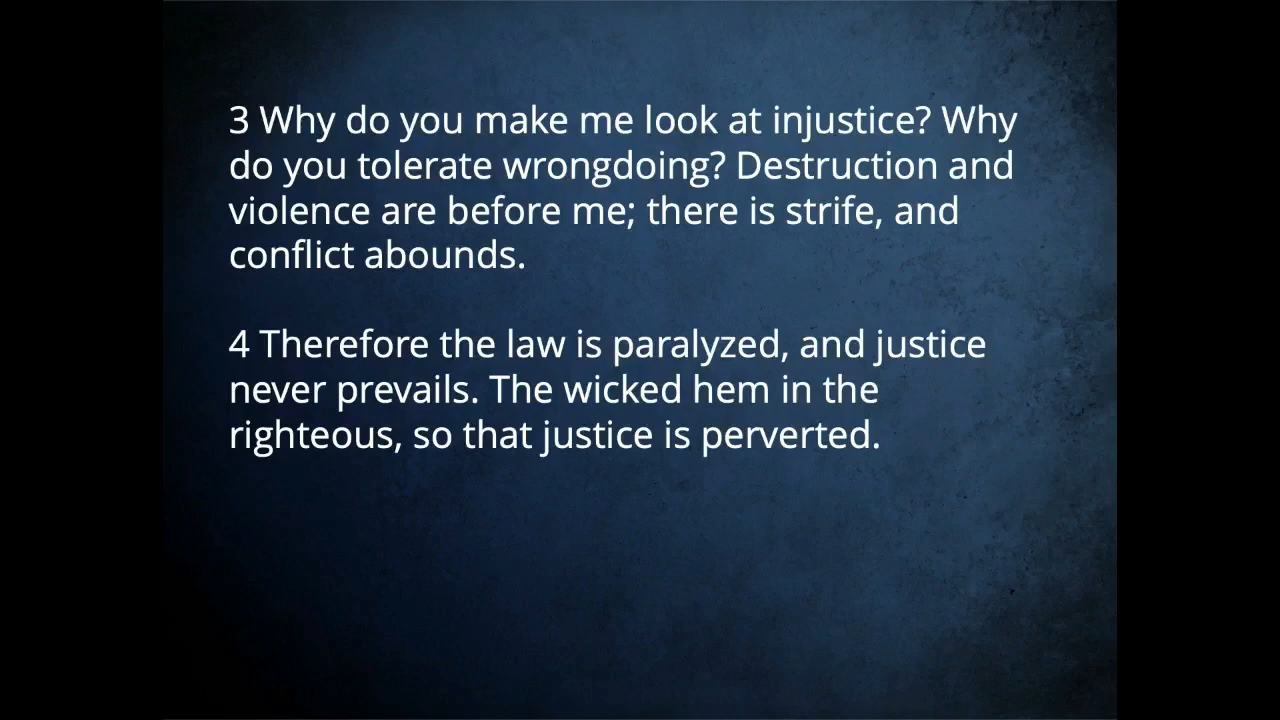 3 Why do you make me look at injustice? Why
do you tolerate wrongdoing? Destruction and
violence are before me; there is strife, and
conflict abounds.
4 Therefore the law is paralyzed, and justice
never prevails. The wicked hem in the
righteous, so that justice is perverted.